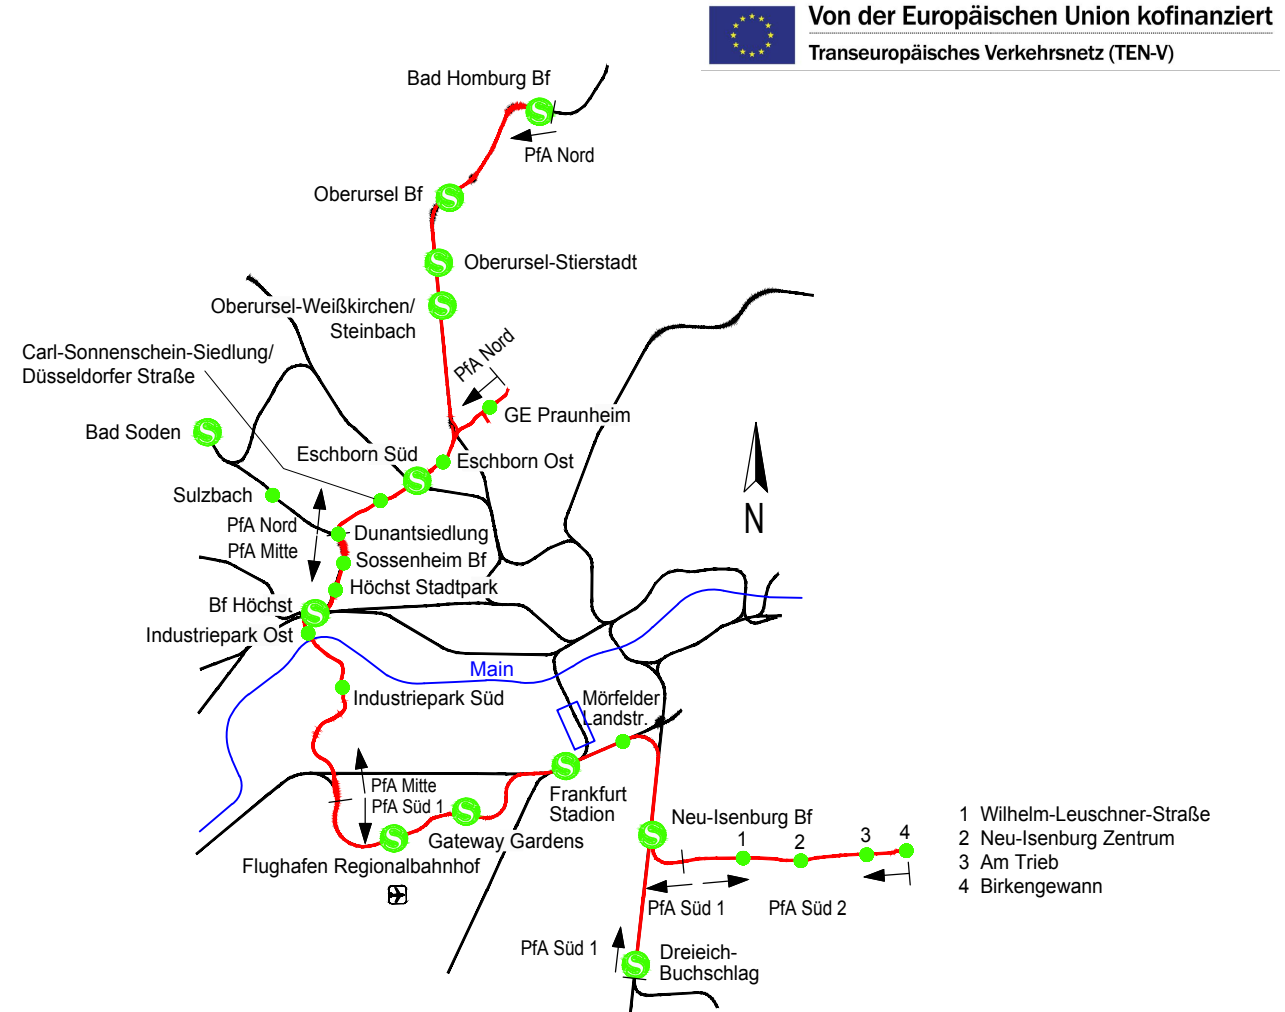 Von der Europäischen Union kofinanziert
Transeuropäisches Verkehrsnetz (TEN-V)
Bad Homburg Bf
PfA Nord
Oberursel Bf
Oberursel-Stierstadt
Oberursel-Weißkirchen/
Steinbach
PfA Nord
Carl-Sonnenschein-Siedlung/
Düsseldorfer Straße
GE Praunheim
Bad Soden
Eschborn Süd
Eschborn Ost
Sulzbach
PfA Nord
PfA Mitte
Dunantsiedlung
Sossenheim Bf
Höchst Stadtpark
Bf Höchst
Industriepark Ost
N
Main
Industriepark Süd
Mörfelder
Landstr.
PfA Mitte
PfA Süd 1
Frankfurt
Stadion
Gateway Gardens
Flughafen Regionalbahnhof
Neu-Isenburg Bf
1
2
3
4
PfA Süd 1
PfA Süd 2
PfA Süd 1
Dreieich-
Buchschlag
1 Wilhelm-Leuschner-Straße
2 Neu-Isenburg Zentrum
3 Am Trieb
4 Birkengewann